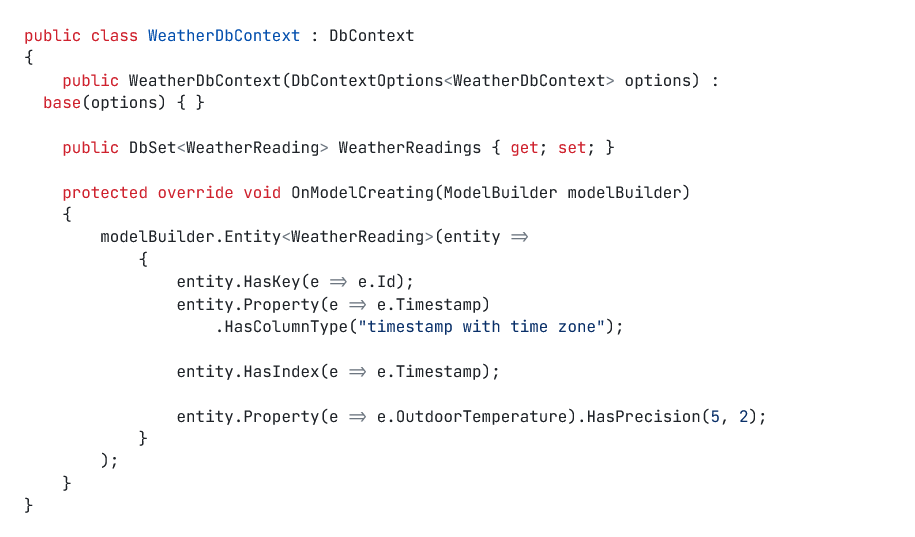 public class WeatherDbContext : DbContext
{
    public WeatherDbContext(DbContextOptions<WeatherDbContext> options) :
  base(options) { }

    public DbSet<WeatherReading> WeatherReadings { get; set; }

    protected override void OnModelCreating(ModelBuilder modelBuilder)
    {
        modelBuilder.Entity<WeatherReading>(entity =>
            {
                entity.HasKey(e => e.Id);
                entity.Property(e => e.Timestamp)
                    .HasColumnType("timestamp with time zone");

                entity.HasIndex(e => e.Timestamp);

                entity.Property(e => e.OutdoorTemperature).HasPrecision(5, 2);
            }
        );
    }
}